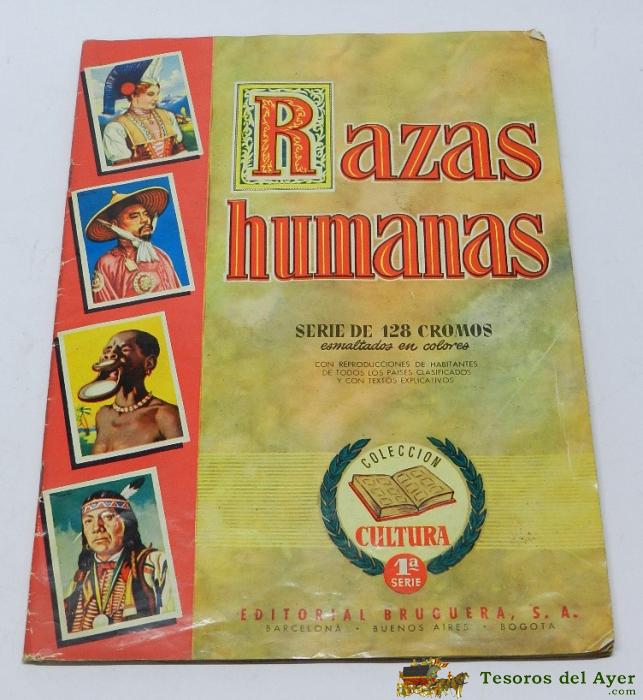 Razas
humanas
SERIE DE 128 CROMOS
esmaltados en colores
CON REPRODUCCIONES DE HABITANTES
DE TODOS LOS PAISES CLASIFICADOS
Y CON TEXTOS EXPLICATIVOS
COLECCION
CULTURA
1ª
SERIE
EDITORIAL BRUGUERA, S. A.
BARCELONA • BUENOS AIRES • BOGOTA
Tesoros del Ayer
.com